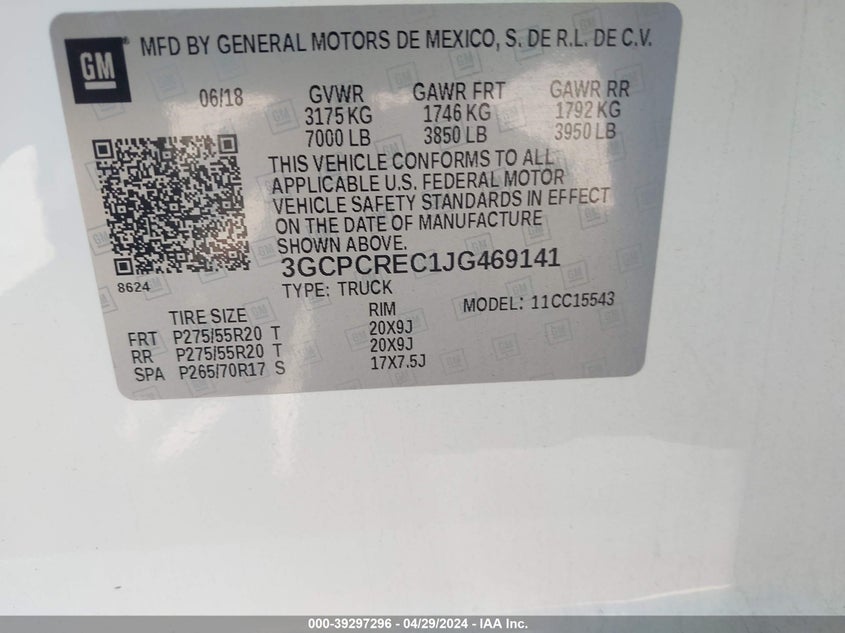 GM
MFD BY GENERAL MOTORS DE MEXICO, S. DE R.L. DE C.V.
06/18 GVWR GAWR FRT GAWR RR
3175 KG 1746 KG 1792 KG
7000 LB 3850 LB 3950 LB
THIS VEHICLE CONFORMS TO ALL
APPLICABLE U.S. FEDERAL MOTOR
VEHICLE SAFETY STANDARDS IN EFFECT
ON THE DATE OF MANUFACTURE
SHOWN ABOVE.
3GCPCREC1JG469141
8624
TYPE: TRUCK
MODEL: 11CC15543
TIRE SIZE RIM
FRT P275/55R20 T 20X9J
RR P275/55R20 T 20X9J
SPA P265/70R17 S 17X7.5J
000-39297296 - 04/29/2024 - IAA Inc.